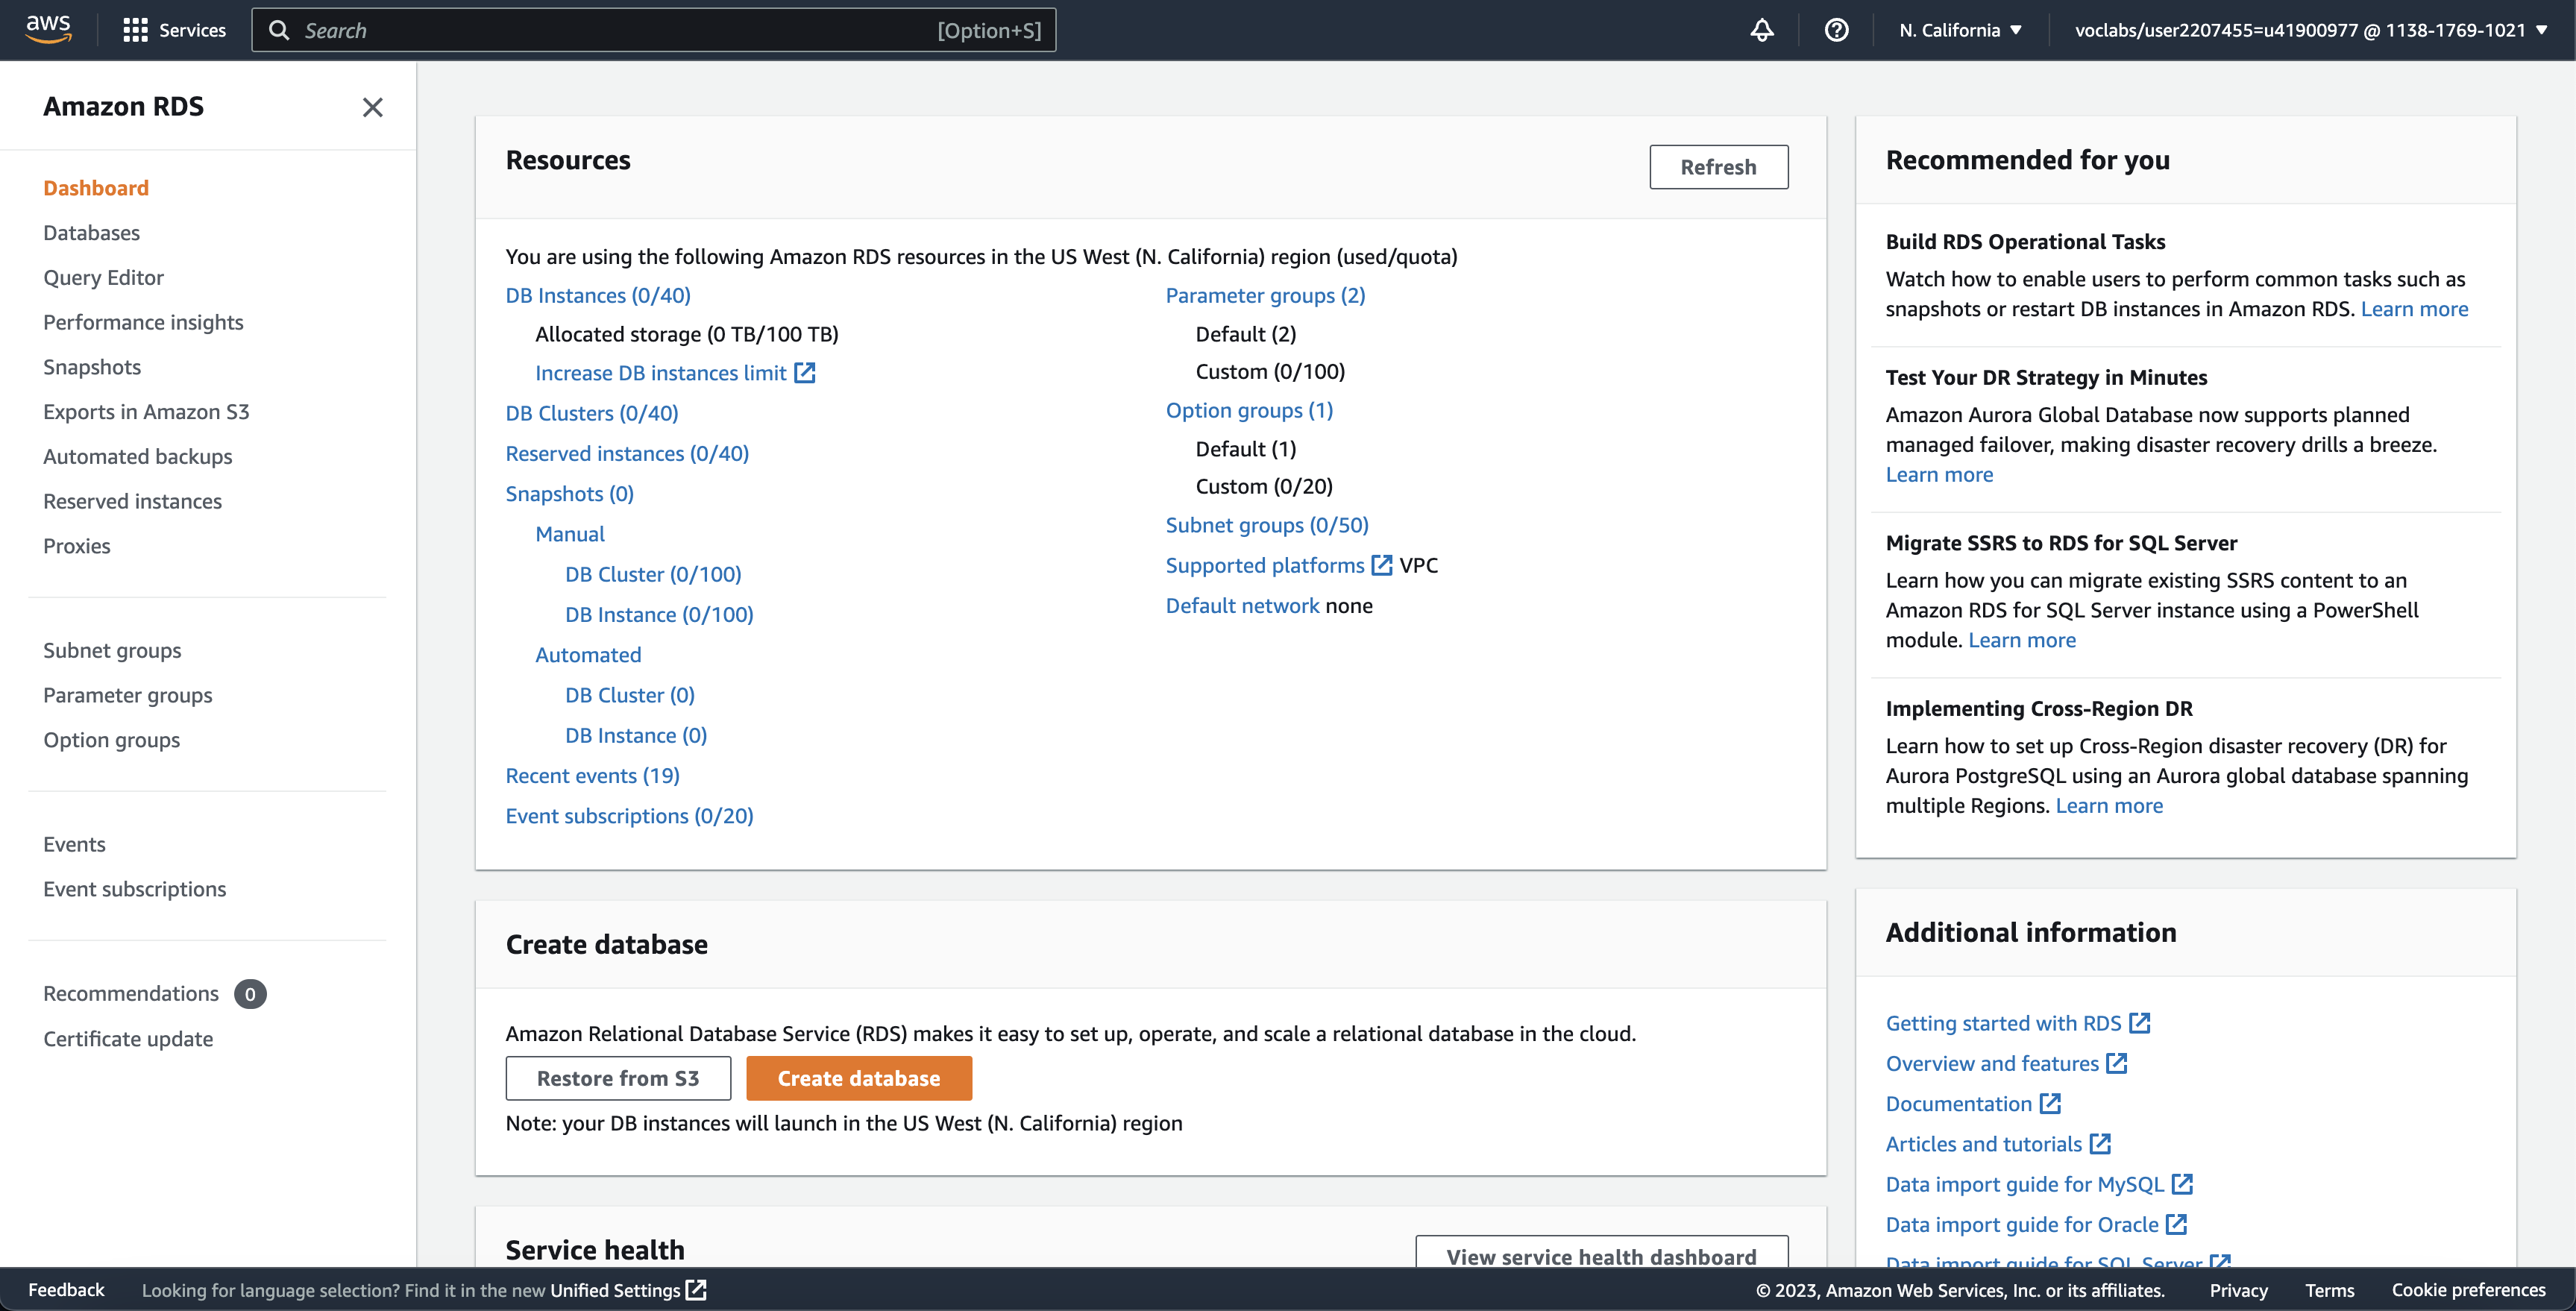 aws
Services
Search [Option+S]
N. California
voclabs/user2207455=u41900977 @ 1138-1769-1021
Amazon RDS
Dashboard
Databases
Query Editor
Performance insights
Snapshots
Exports in Amazon S3
Automated backups
Reserved instances
Proxies
Subnet groups
Parameter groups
Option groups
Events
Event subscriptions
Recommendations 0
Certificate update
Resources
Refresh
You are using the following Amazon RDS resources in the US West (N. California) region (used/quota)
DB Instances (0/40)
Allocated storage (0 TB/100 TB)
Increase DB instances limit
DB Clusters (0/40)
Reserved instances (0/40)
Snapshots (0)
Manual
DB Cluster (0/100)
DB Instance (0/100)
Automated
DB Cluster (0)
DB Instance (0)
Recent events (19)
Event subscriptions (0/20)
Parameter groups (2)
Default (2)
Custom (0/100)
Option groups (1)
Default (1)
Custom (0/20)
Subnet groups (0/50)
Supported platforms VPC
Default network none
Create database
Amazon Relational Database Service (RDS) makes it easy to set up, operate, and scale a relational database in the cloud.
Restore from S3
Create database
Note: your DB instances will launch in the US West (N. California) region
Service health
View service health dashboard
Recommended for you
Build RDS Operational Tasks
Watch how to enable users to perform common tasks such as
snapshots or restart DB instances in Amazon RDS. Learn more
Test Your DR Strategy in Minutes
Amazon Aurora Global Database now supports planned
managed failover, making disaster recovery drills a breeze.
Learn more
Migrate SSRS to RDS for SQL Server
Learn how you can migrate existing SSRS content to an
Amazon RDS for SQL Server instance using a PowerShell
module. Learn more
Implementing Cross-Region DR
Learn how to set up Cross-Region disaster recovery (DR) for
Aurora PostgreSQL using an Aurora global database spanning
multiple Regions. Learn more
Additional information
Getting started with RDS
Overview and features
Documentation
Articles and tutorials
Data import guide for MySQL
Data import guide for Oracle
Data import guide for SQL Server
Feedback
Looking for language selection? Find it in the new Unified Settings
© 2023, Amazon Web Services, Inc. or its affiliates.
Privacy
Terms
Cookie preferences